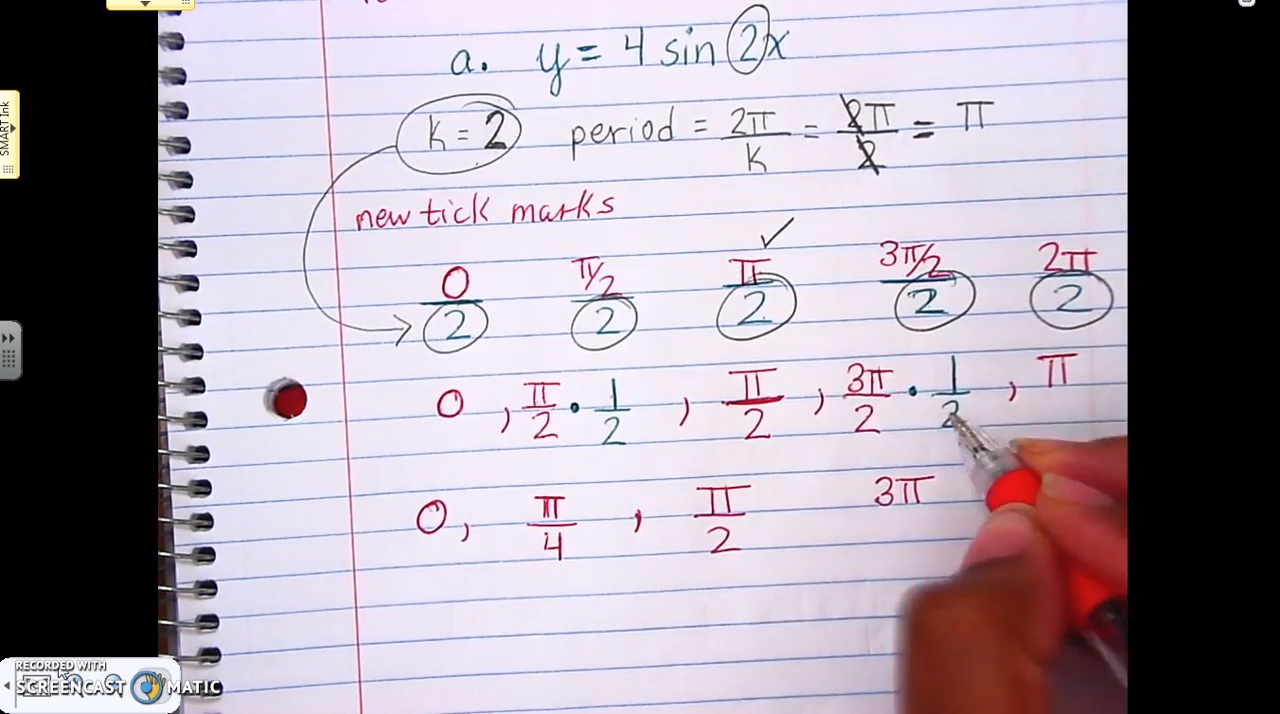 a. y = 4 sin 2x
k = 2 period = 2π/k = 2π/2 = π
new tick marks
0/2 π/2/2 π/2 ✓ 3π/2/2 2π/2
0 , π/2 · 1/2 , π/2 , 3π/2 · 1/2 , π
0, π/4 , π/2 3π
SMART Ink
RECORDED WITH
SCREENCAST MATIC